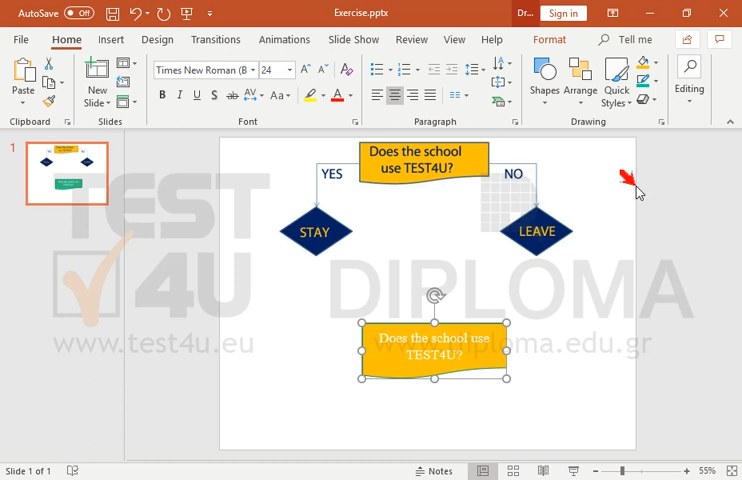 AutoSave Off Exercise.pptx Dr... Sign in
File Home Insert Design Transitions Animations Slide Show Review View Help Format Tell me
Paste New Slide Times New Roman (B 24 Shapes Arrange Quick Styles Editing
B I U S ab AV Aa A
Clipboard Slides Font Paragraph Drawing
1
Does the school
use TEST4U?
YES NO
STAY LEAVE
TEST
4U DIPLOMA
www.test4u.eu www.diploma.edu.gr
Does the school use
TEST4U?
Slide 1 of 1 Notes 55%